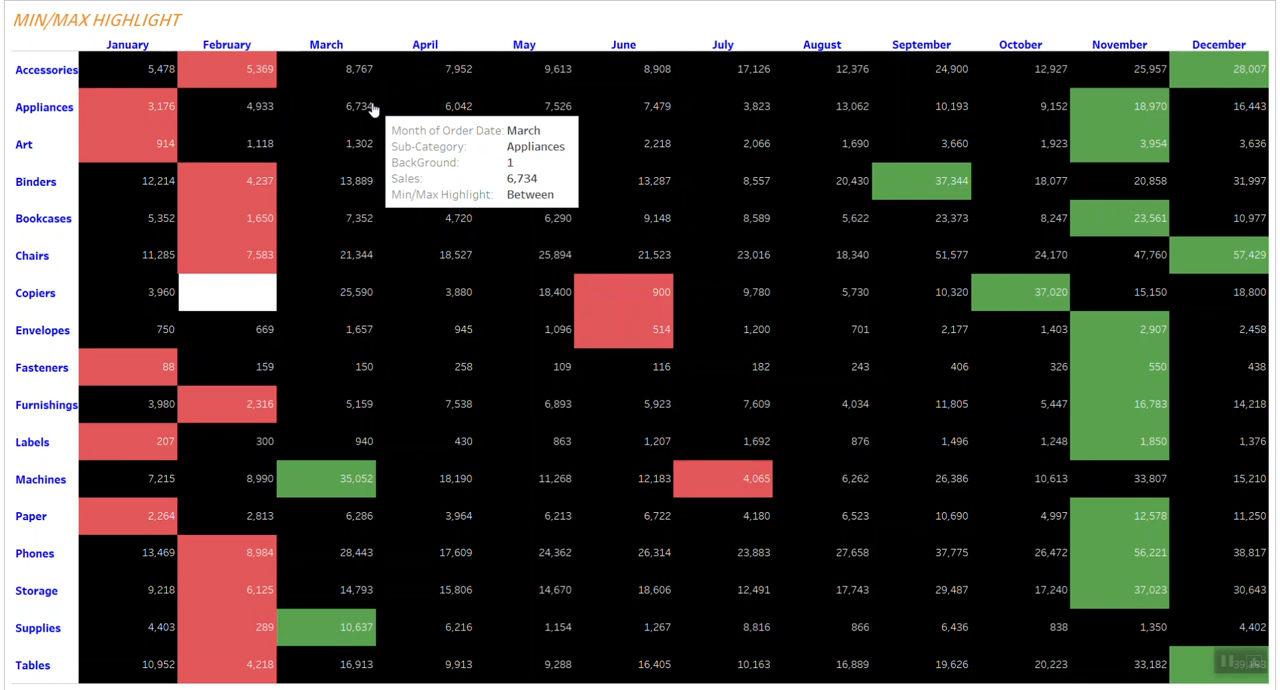 MIN/MAX HIGHLIGHT
January February March April May June July August September October November December
Accessories 5,478 5,369 8,767 7,952 9,613 8,908 17,126 12,376 24,900 12,927 25,957 28,007
Appliances 3,176 4,933 6,734 6,042 7,526 7,479 3,823 13,062 10,193 9,152 18,970 16,443
Month of Order Date: March
Sub-Category: Appliances
BackGround: 1
Sales: 6,734
Min/Max Highlight: Between
Art 914 1,118 1,302 2,218 2,066 1,690 3,660 1,923 3,954 3,636
Binders 12,214 4,237 13,889 13,287 8,557 20,430 37,344 18,077 20,858 31,997
Bookcases 5,352 1,650 7,352 4,720 6,290 9,148 8,589 5,622 23,373 8,247 23,561 10,977
Chairs 11,285 7,583 21,344 18,527 25,894 21,523 23,016 18,340 51,577 24,170 47,760 57,429
Copiers 3,960 25,590 3,880 18,400 900 9,780 5,730 10,320 37,020 15,150 18,800
Envelopes 750 669 1,657 945 1,096 514 1,200 701 2,177 1,403 2,907 2,458
Fasteners 88 159 150 258 109 116 182 243 406 326 550 438
Furnishings 3,980 2,316 5,159 7,538 6,893 5,923 7,609 4,034 11,805 5,447 16,783 14,218
Labels 207 300 940 430 863 1,207 1,692 876 1,496 1,248 1,850 1,376
Machines 7,215 8,990 35,052 18,190 11,268 12,183 4,065 6,262 26,386 10,613 33,807 15,210
Paper 2,264 2,813 6,286 3,964 6,213 6,722 4,180 6,523 10,690 4,997 12,578 11,250
Phones 13,469 8,984 28,443 17,609 24,362 26,314 23,883 27,658 37,775 26,472 56,221 38,817
Storage 9,218 6,125 14,793 15,806 14,670 18,606 12,491 17,743 29,487 17,240 37,023 30,643
Supplies 4,403 289 10,637 6,216 1,154 1,267 8,816 866 6,436 838 1,350 4,402
Tables 10,952 4,218 16,913 9,913 9,288 16,405 10,163 16,889 19,626 20,223 33,182